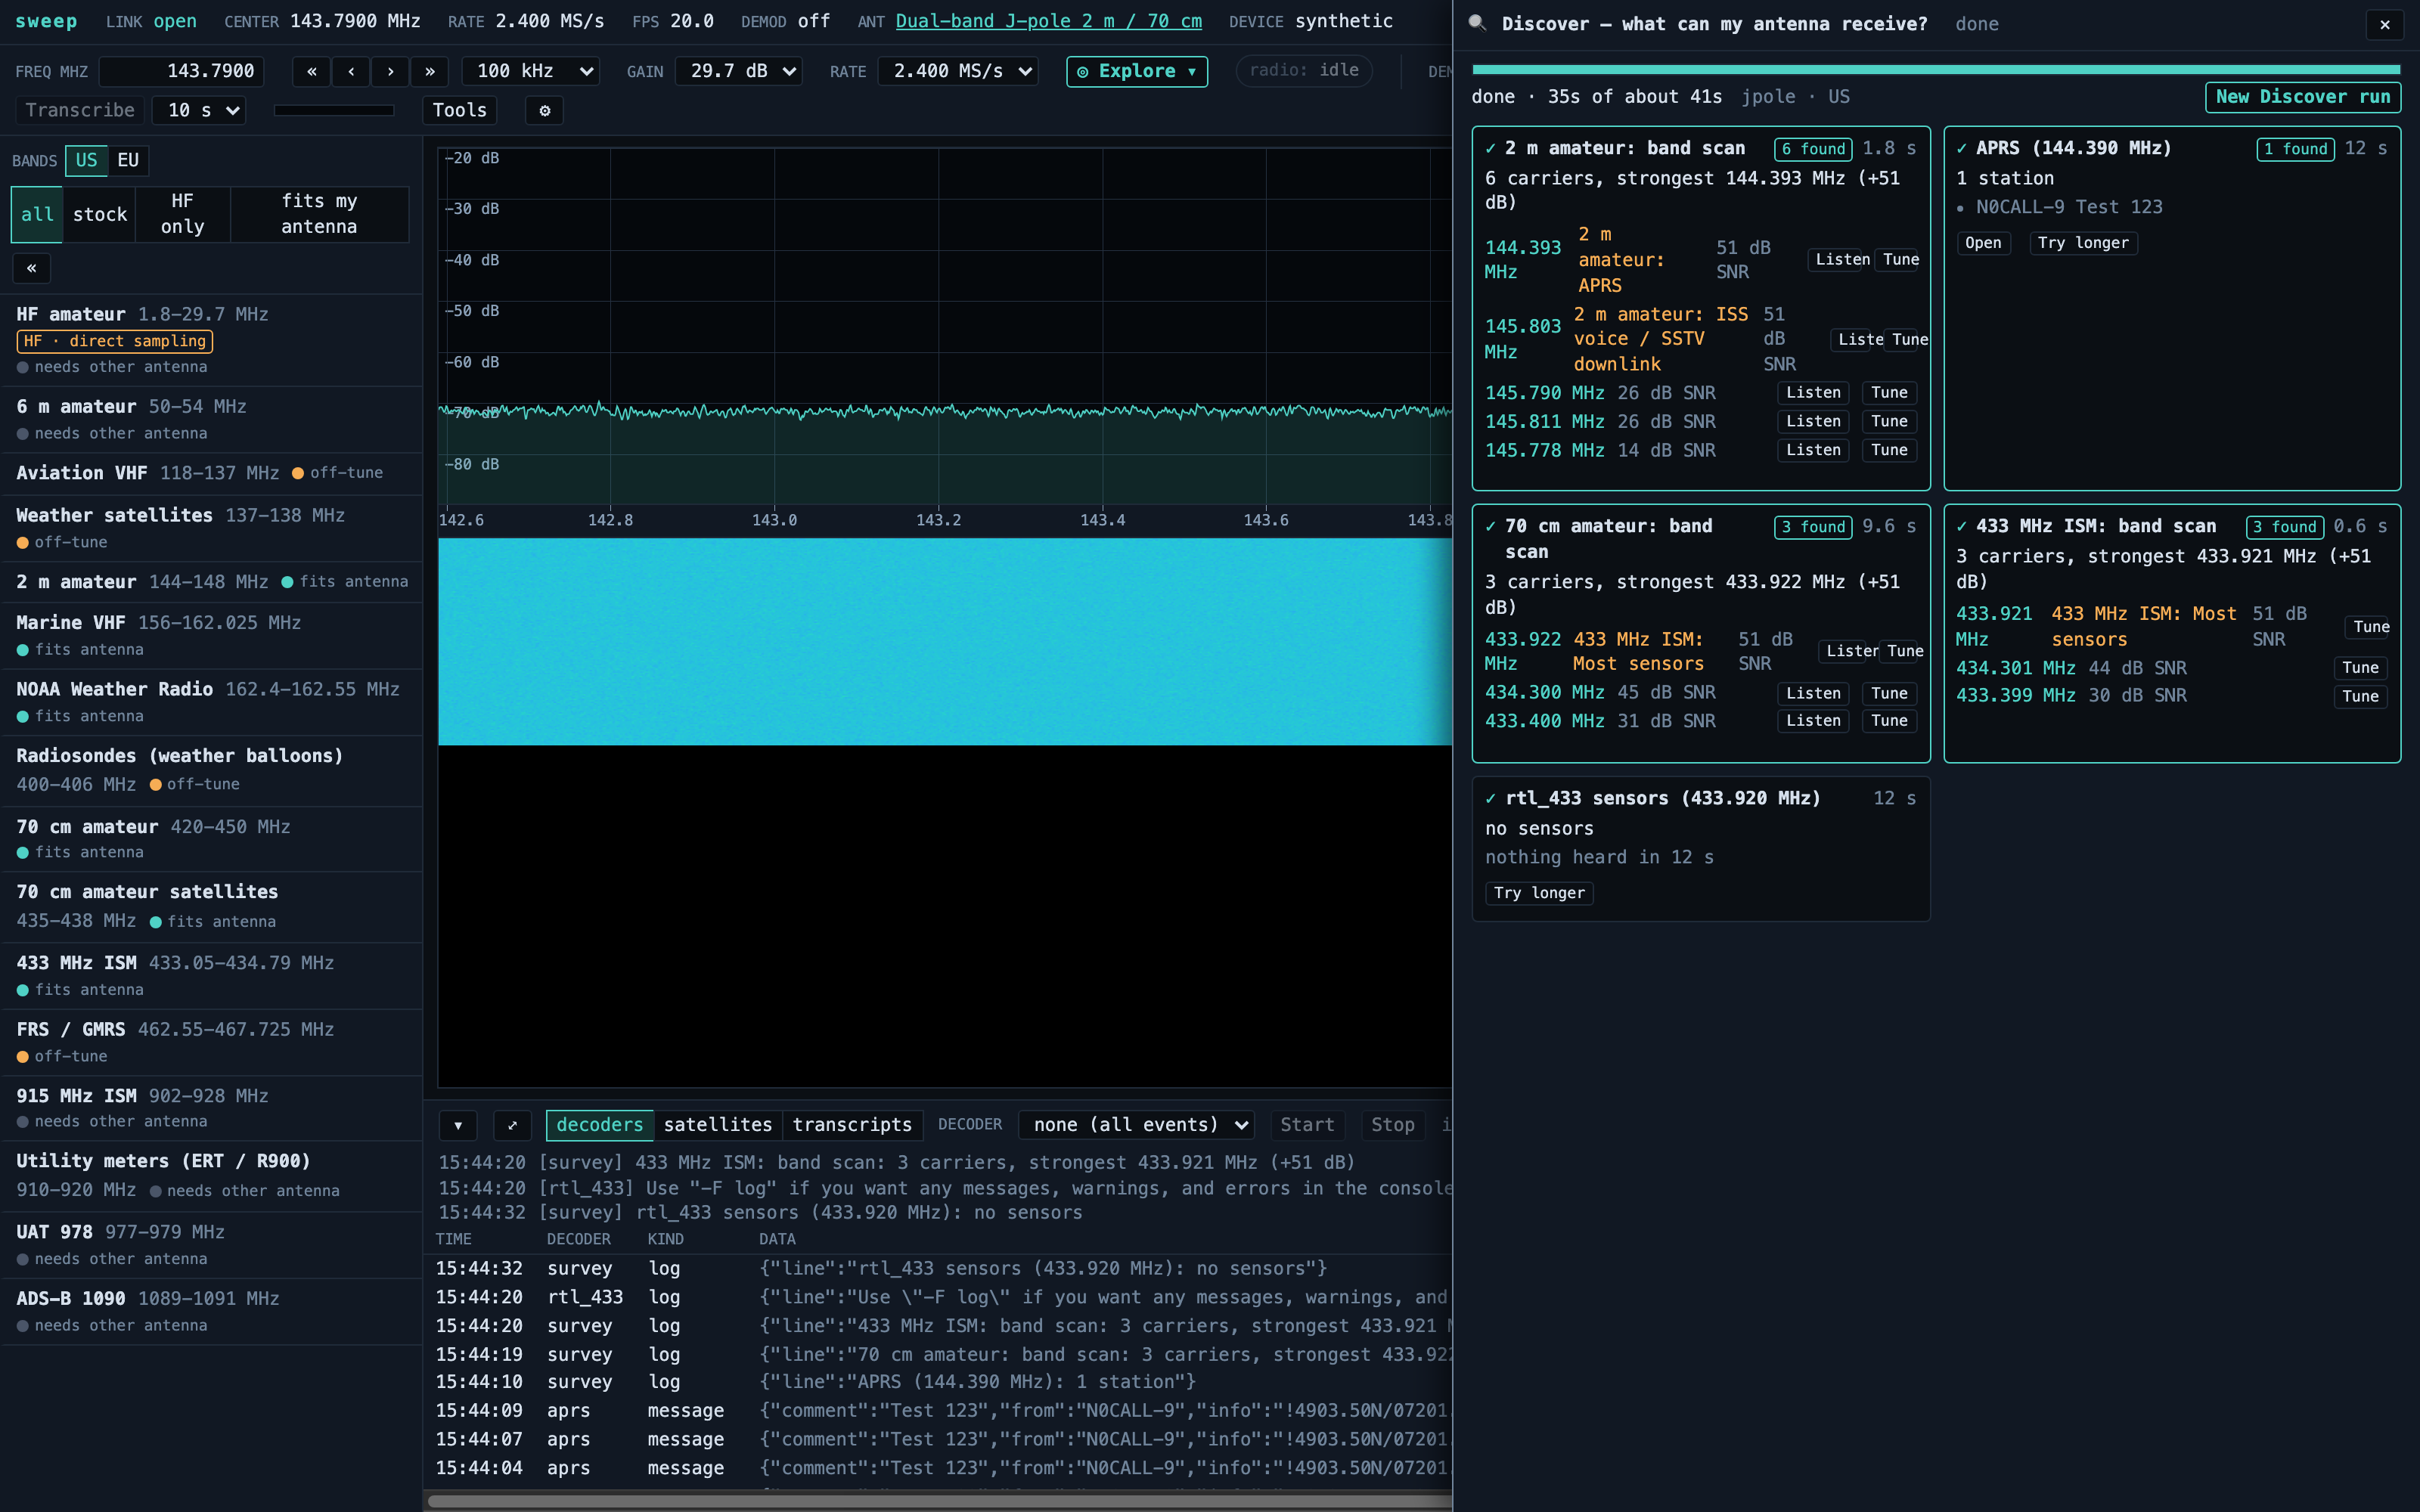 sweep LINK open CENTER 143.7900 MHz RATE 2.400 MS/s FPS 20.0 DEMOD off ANT Dual-band J-pole 2 m / 70 cm DEVICE synthetic
FREQ MHZ 143.7900 « ‹ › » 100 kHz GAIN 29.7 dB RATE 2.400 MS/s ◎ Explore ▾ radio: idle
Transcribe 10 s Tools ⚙
BANDS US EU
all stock HF only fits my antenna
«
HF amateur 1.8–29.7 MHz
HF · direct sampling
needs other antenna
6 m amateur 50–54 MHz
needs other antenna
Aviation VHF 118–137 MHz off-tune
Weather satellites 137–138 MHz
off-tune
2 m amateur 144–148 MHz fits antenna
Marine VHF 156–162.025 MHz
fits antenna
NOAA Weather Radio 162.4–162.55 MHz
fits antenna
Radiosondes (weather balloons)
400–406 MHz off-tune
70 cm amateur 420–450 MHz
fits antenna
70 cm amateur satellites
435–438 MHz fits antenna
433 MHz ISM 433.05–434.79 MHz
fits antenna
FRS / GMRS 462.55–467.725 MHz
off-tune
915 MHz ISM 902–928 MHz
needs other antenna
Utility meters (ERT / R900)
910–920 MHz needs other antenna
UAT 978 977–979 MHz
needs other antenna
ADS-B 1090 1089–1091 MHz
needs other antenna
-20 dB
-30 dB
-40 dB
-50 dB
-60 dB
-70 dB
-80 dB
142.6 142.8 143.0 143.2 143.4 143.6 143.8
▾ ⤢ decoders satellites transcripts DECODER none (all events) Start Stop
15:44:20 [survey] 433 MHz ISM: band scan: 3 carriers, strongest 433.921 MHz (+51 dB)
15:44:20 [rtl_433] Use "-F log" if you want any messages, warnings, and errors in the console
15:44:32 [survey] rtl_433 sensors (433.920 MHz): no sensors
TIME DECODER KIND DATA
15:44:32 survey log {"line":"rtl_433 sensors (433.920 MHz): no sensors"}
15:44:20 rtl_433 log {"line":"Use \"-F log\" if you want any messages, warnings, and
15:44:20 survey log {"line":"433 MHz ISM: band scan: 3 carriers, strongest 433.921
15:44:19 survey log {"line":"70 cm amateur: band scan: 3 carriers, strongest 433.922
15:44:10 survey log {"line":"APRS (144.390 MHz): 1 station"}
15:44:09 aprs message {"comment":"Test 123","from":"N0CALL-9","info":"!4903.50N/07201.
15:44:07 aprs message {"comment":"Test 123","from":"N0CALL-9","info":"!4903.50N/07201.
15:44:04 aprs message {"comment":"Test 123","from":"N0CALL-9","info":"!4903.50N/07201.
Discover — what can my antenna receive? done ×
done · 35s of about 41s jpole · US New Discover run
✓ 2 m amateur: band scan 6 found 1.8 s
6 carriers, strongest 144.393 MHz (+51 dB)
144.393 MHz 2 m amateur: APRS 51 dB SNR Listen Tune
145.803 MHz 2 m amateur: ISS voice / SSTV downlink 51 dB SNR Liste Tune
145.790 MHz 26 dB SNR Listen Tune
145.811 MHz 26 dB SNR Listen Tune
145.778 MHz 14 dB SNR Listen Tune
✓ APRS (144.390 MHz) 1 found 12 s
1 station
• N0CALL-9 Test 123
Open Try longer
✓ 70 cm amateur: band scan 3 found 9.6 s
3 carriers, strongest 433.922 MHz (+51 dB)
433.922 MHz 433 MHz ISM: Most sensors 51 dB SNR Listen Tune
434.300 MHz 45 dB SNR Listen Tune
433.400 MHz 31 dB SNR Listen Tune
✓ 433 MHz ISM: band scan 3 found 0.6 s
3 carriers, strongest 433.921 MHz (+51 dB)
433.921 MHz 433 MHz ISM: Most sensors 51 dB SNR Tune
434.301 MHz 44 dB SNR Tune
433.399 MHz 30 dB SNR Tune
✓ rtl_433 sensors (433.920 MHz) 12 s
no sensors
nothing heard in 12 s
Try longer